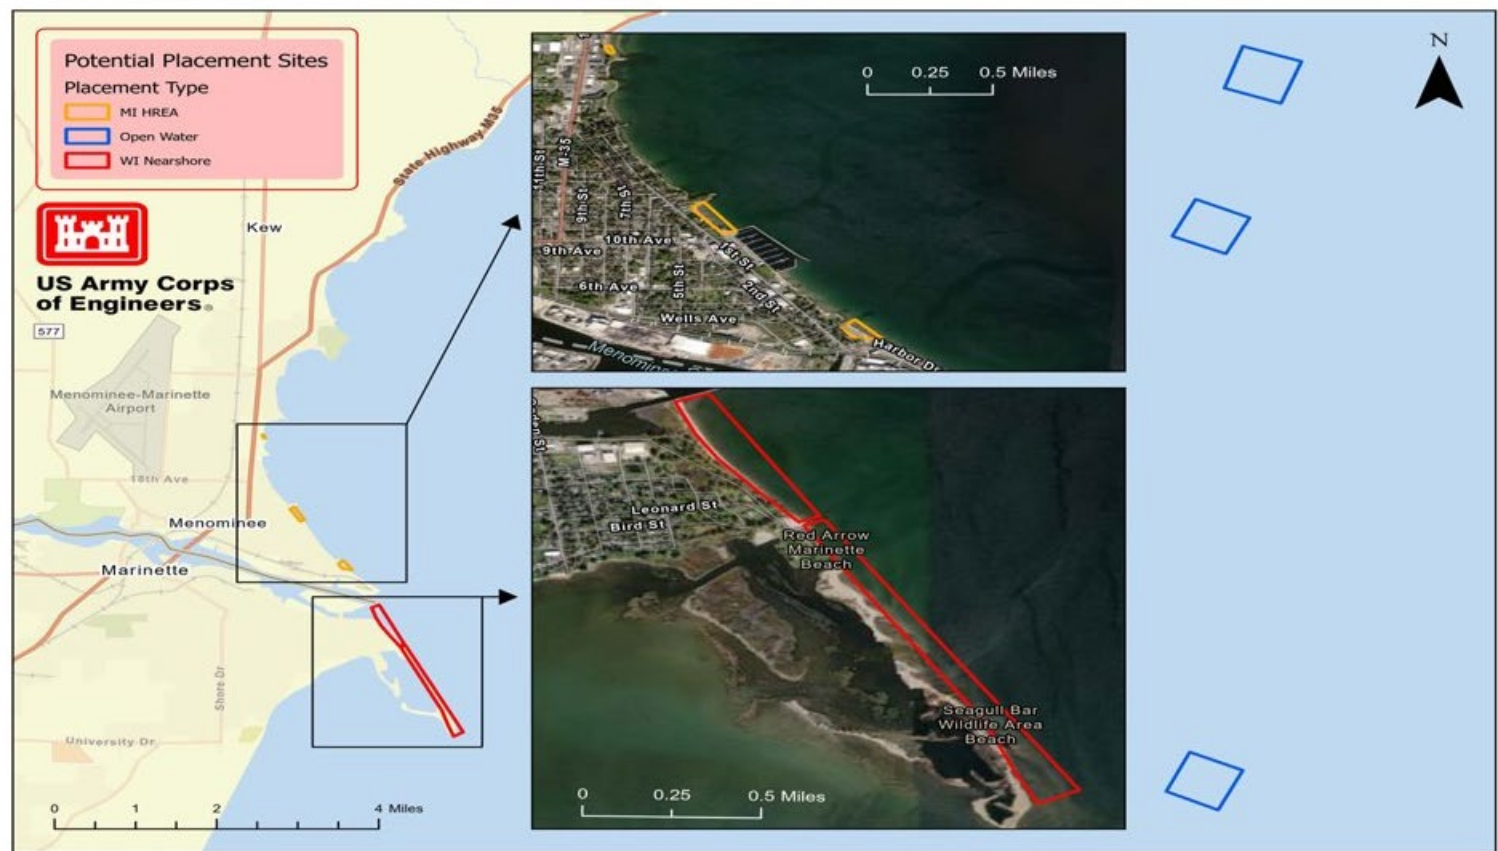 Potential Placement Sites
Placement Type
MI HREA
Open Water
WI Nearshore
US Army Corps
of Engineers®
577
State Highway M35
Kew
Menominee-Marinette
Airport
18th Ave
Menominee
Marinette
Shore Dr
University Dr
0 1 2 4 Miles
0 0.25 0.5 Miles
11th St
M-35
9th St
7th St
10th Ave
9th Ave
1st St
6th Ave
5th St
2nd St
Wells Ave
Harbor Dr
Leonard St
Bird St
Red Arrow
Marinette
Beach
Seagull Bar
Wildlife Area
Beach
0 0.25 0.5 Miles
N